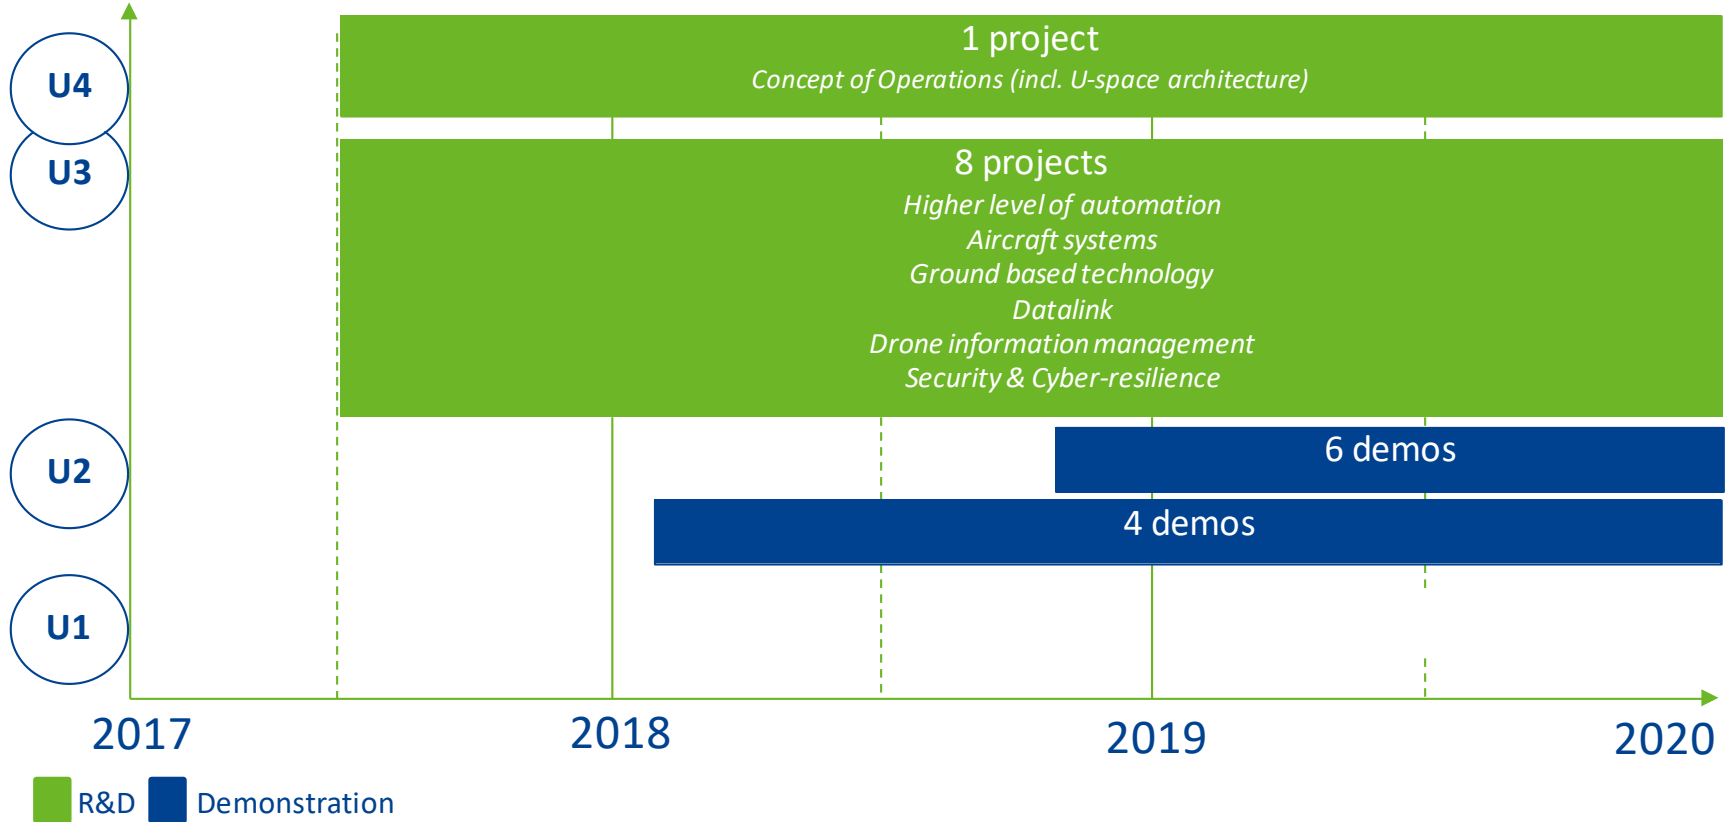 U4
1 project
Concept of Operations (incl. U-space architecture)
U3
8 projects
Higher level of automation
Aircraft systems
Ground based technology
Datalink
Drone information management
Security & Cyber-resilience
U2
6 demos
4 demos
U1
2017
2018
2019
2020
R&D
Demonstration